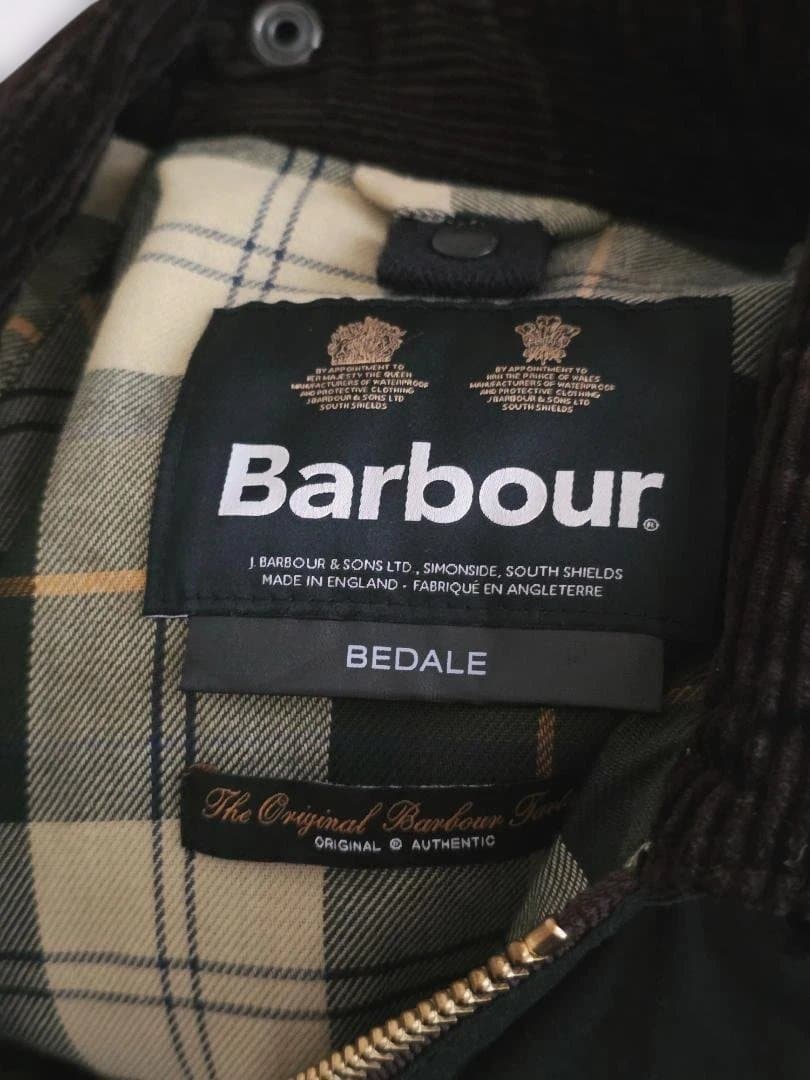 BY APPOINTMENT TO
HER MAJESTY THE QUEEN
MANUFACTURERS OF WATERPROOF
AND PROTECTIVE CLOTHING
J BARBOUR & SONS LTD
SOUTH SHIELDS
BY APPOINTMENT TO
HRH THE PRINCE OF WALES
MANUFACTURERS OF WATERPROOF
AND PROTECTIVE CLOTHING
J BARBOUR & SONS LTD
SOUTH SHIELDS
Barbour®
J. BARBOUR & SONS LTD., SIMONSIDE, SOUTH SHIELDS
MADE IN ENGLAND - FABRIQUÉ EN ANGLETERRE
BEDALE
The Original Barbour
ORIGINAL ® AUTHENTIC